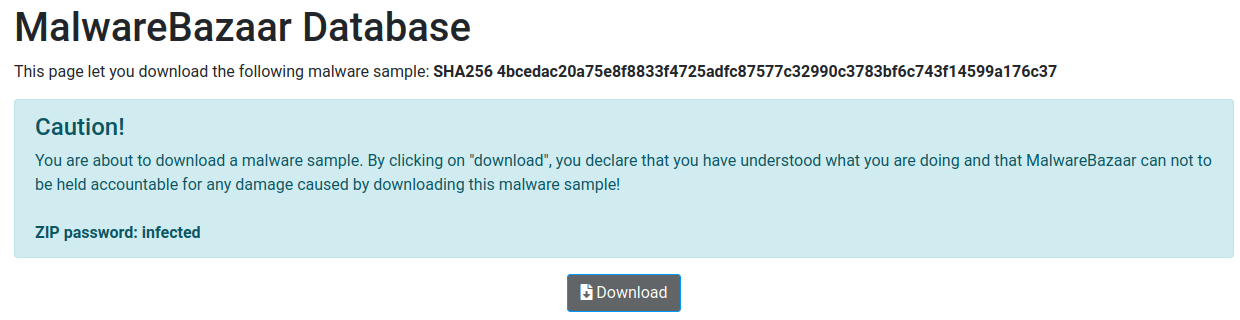 MalwareBazaar Database
This page let you download the following malware sample: SHA256 4bcedac20a75e8f8833f4725adfc87577c32990c3783bf6c743f14599a176c37
Caution!
You are about to download a malware sample. By clicking on "download", you declare that you have understood what you are doing and that MalwareBazaar can not to
be held accountable for any damage caused by downloading this malware sample!
ZIP password: infected
Download